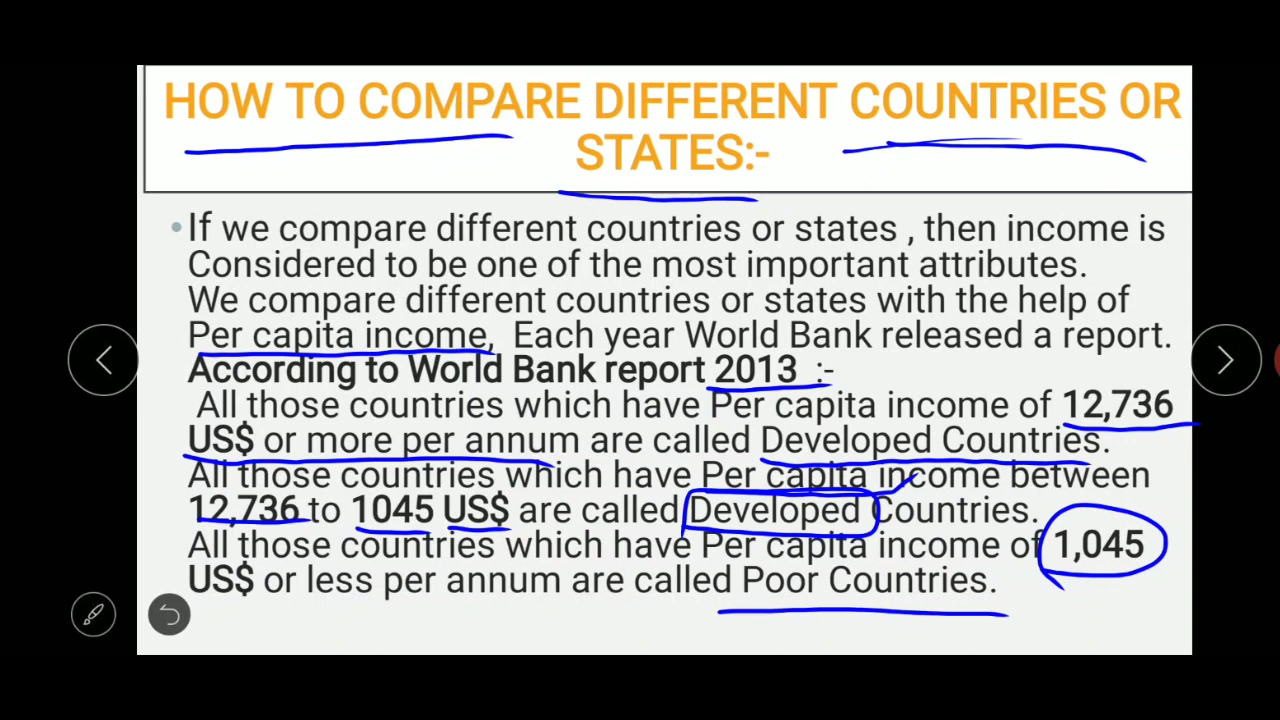 HOW TO COMPARE DIFFERENT COUNTRIES OR
STATES:-
•If we compare different countries or states , then income is
Considered to be one of the most important attributes.
We compare different countries or states with the help of
Per capita income, Each year World Bank released a report.
According to World Bank report 2013 :-
All those countries which have Per capita income of 12,736
US$ or more per annum are called Developed Countries.
All those countries which have Per capita income between
12,736 to 1045 US$ are called Developed Countries.
All those countries which have Per capita income of 1,045
US$ or less per annum are called Poor Countries.